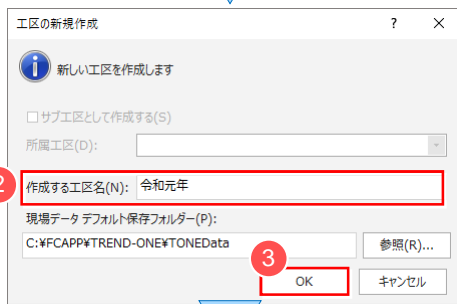 工区の新規作成 ? ×
新しい工区を作成します
サブ工区として作成する(S)
所属工区(D):
2
作成する工区名(N): 令和元年
現場データ デフォルト保存フォルダー(P):
C:¥FCAPP¥TREND-ONE¥TONEData 参照(R)...
3
OK キャンセル